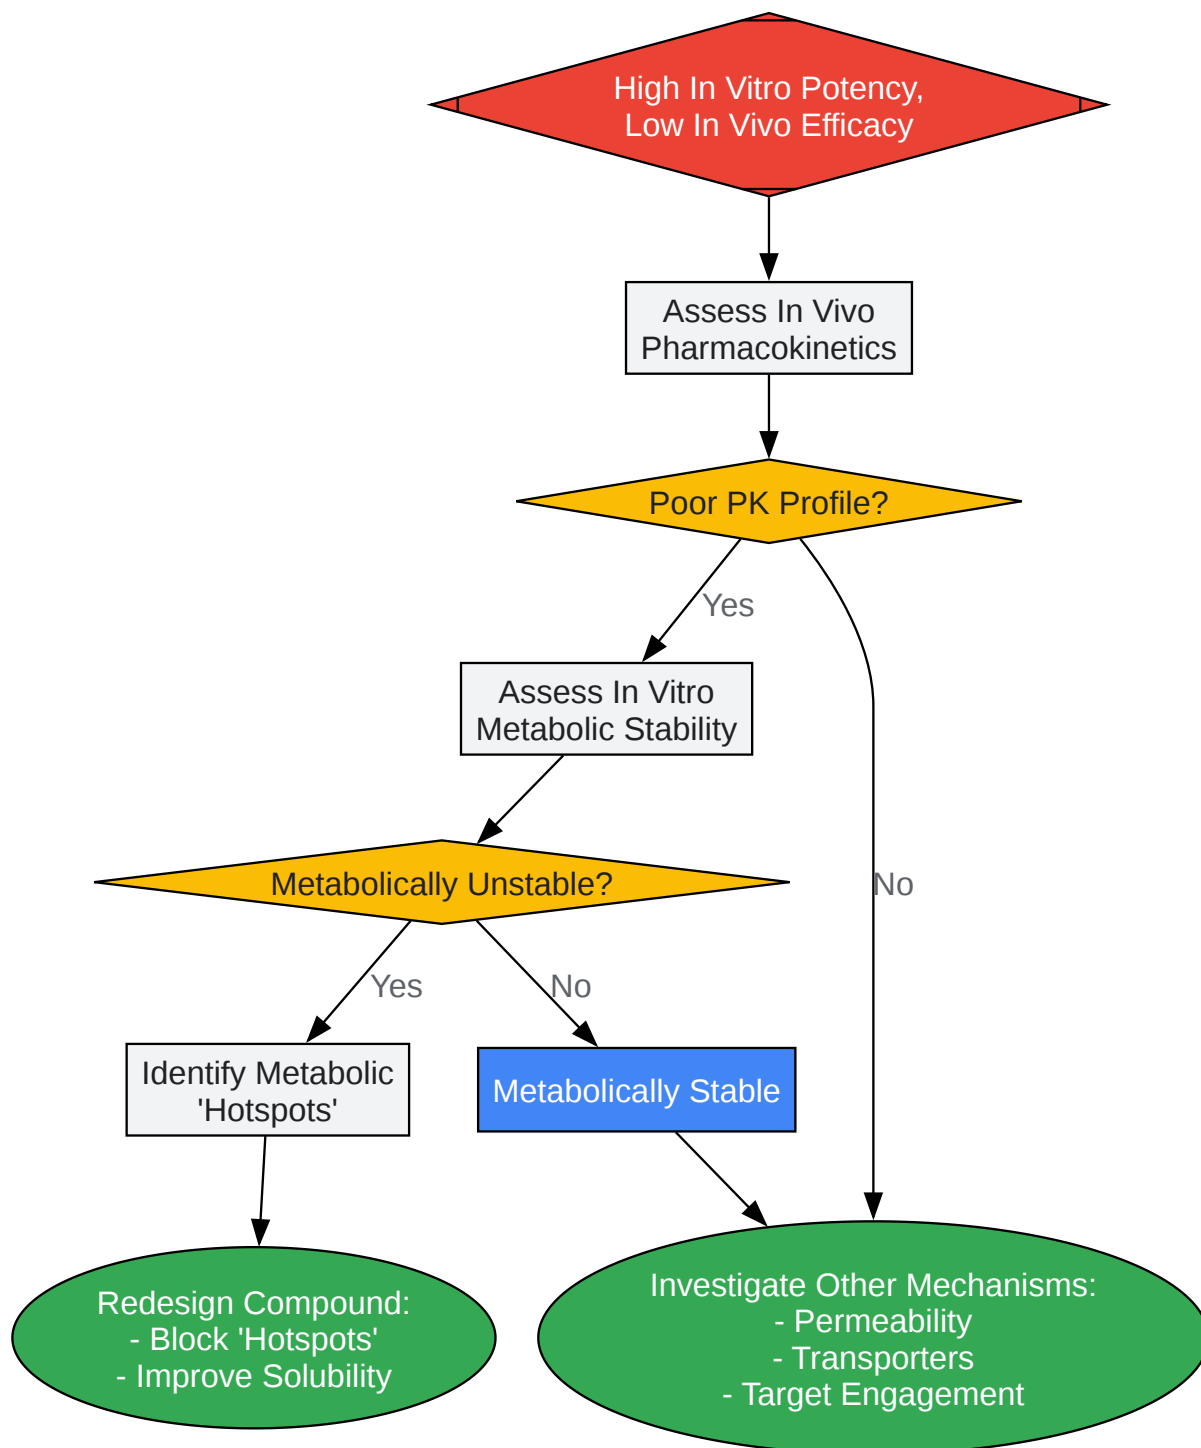 High In Vitro Potency,
Low In Vivo Efficacy
Assess In Vivo
Pharmacokinetics
Poor PK Profile?
Yes
Assess In Vitro
Metabolic Stability
Metabolically Unstable?
No
Yes
No
Identify Metabolic
'Hotspots'
Metabolically Stable
Redesign Compound:
- Block 'Hotspots'
- Improve Solubility
Investigate Other Mechanisms:
- Permeability
- Transporters
- Target Engagement